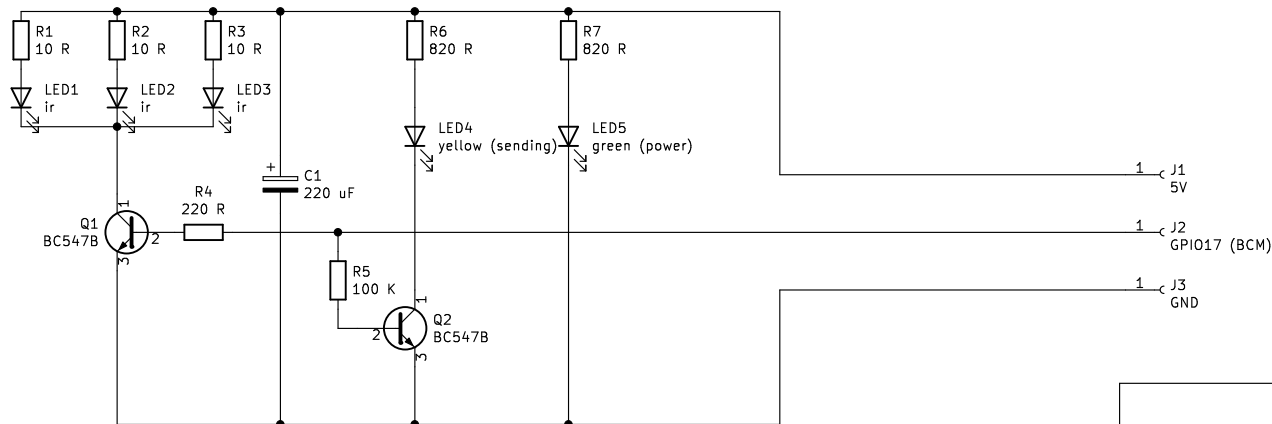 R1
10 R
R2
10 R
R3
10 R
R6
820 R
R7
820 R
LED1
ir
LED2
ir
LED3
ir
LED4
yellow (sending)
LED5
green (power)
+
C1
220 uF
1
J1
5V
R4
220 R
1
Q1
BC547B
2
3
1
J2
GPIO17 (BCM)
R5
100 K
1
J3
GND
1
Q2
BC547B
2
3